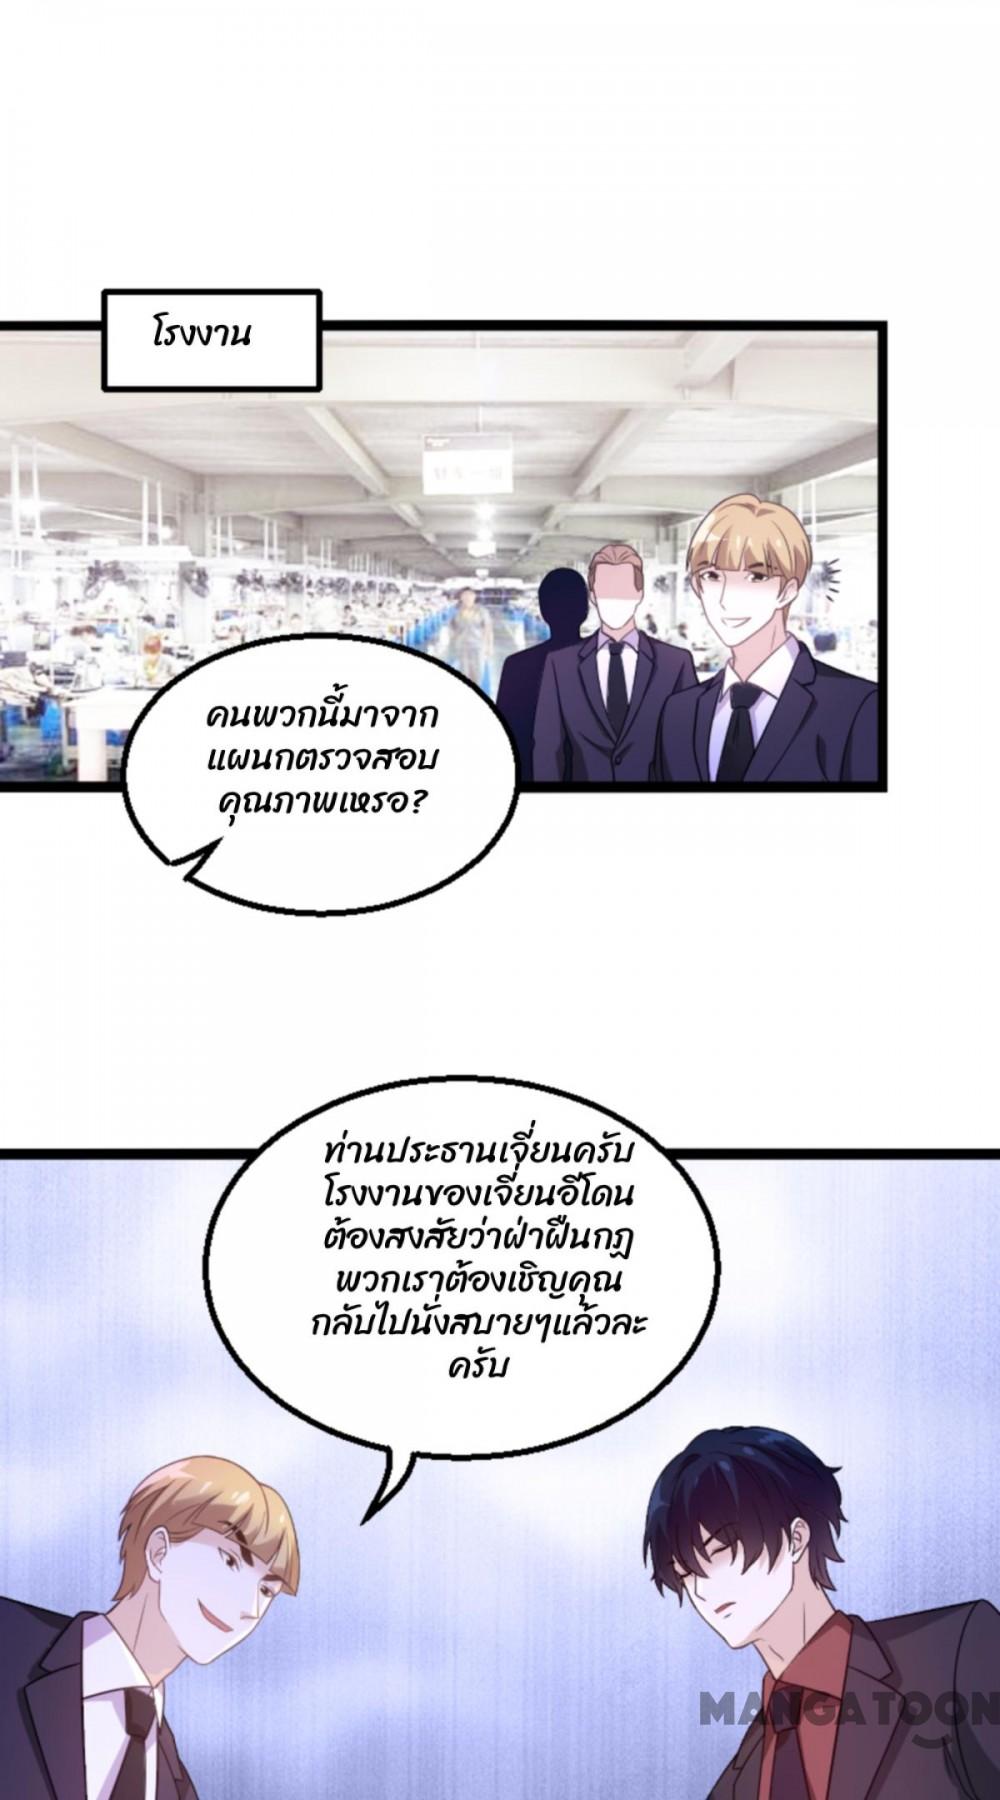 โรงงาน
คนพวกนี้มาจาก
แผนกตรวจสอบ
คุณภาพเหรอ?
ท่านประธานเจี่ยนครับ
โรงงานของเจี่ยนอีโดน
ต้องสงสัยว่าฝ่าฝืนกฏ
พวกเราต้องเชิญคุณ
กลับไปนั่งสบายๆแล้วละ
ครับ
MANGATOON